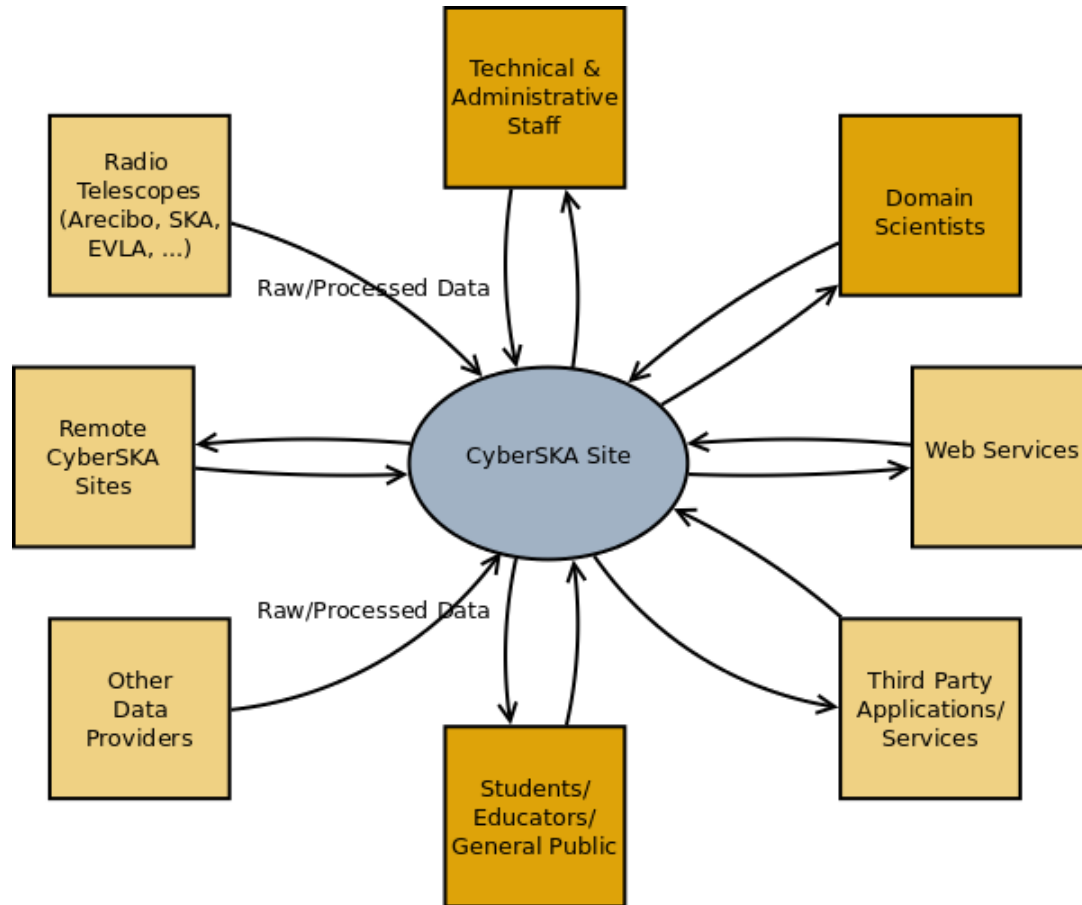 Technical &
Administrative
Staff
Radio
Telescopes
(Arecibo, SKA,
EVLA, ...)
Domain
Scientists
Raw/Processed Data
Remote
CyberSKA
Sites
CyberSKA Site
Web Services
Raw/Processed Data
Other
Data
Providers
Third Party
Applications/
Services
Students/
Educators/
General Public